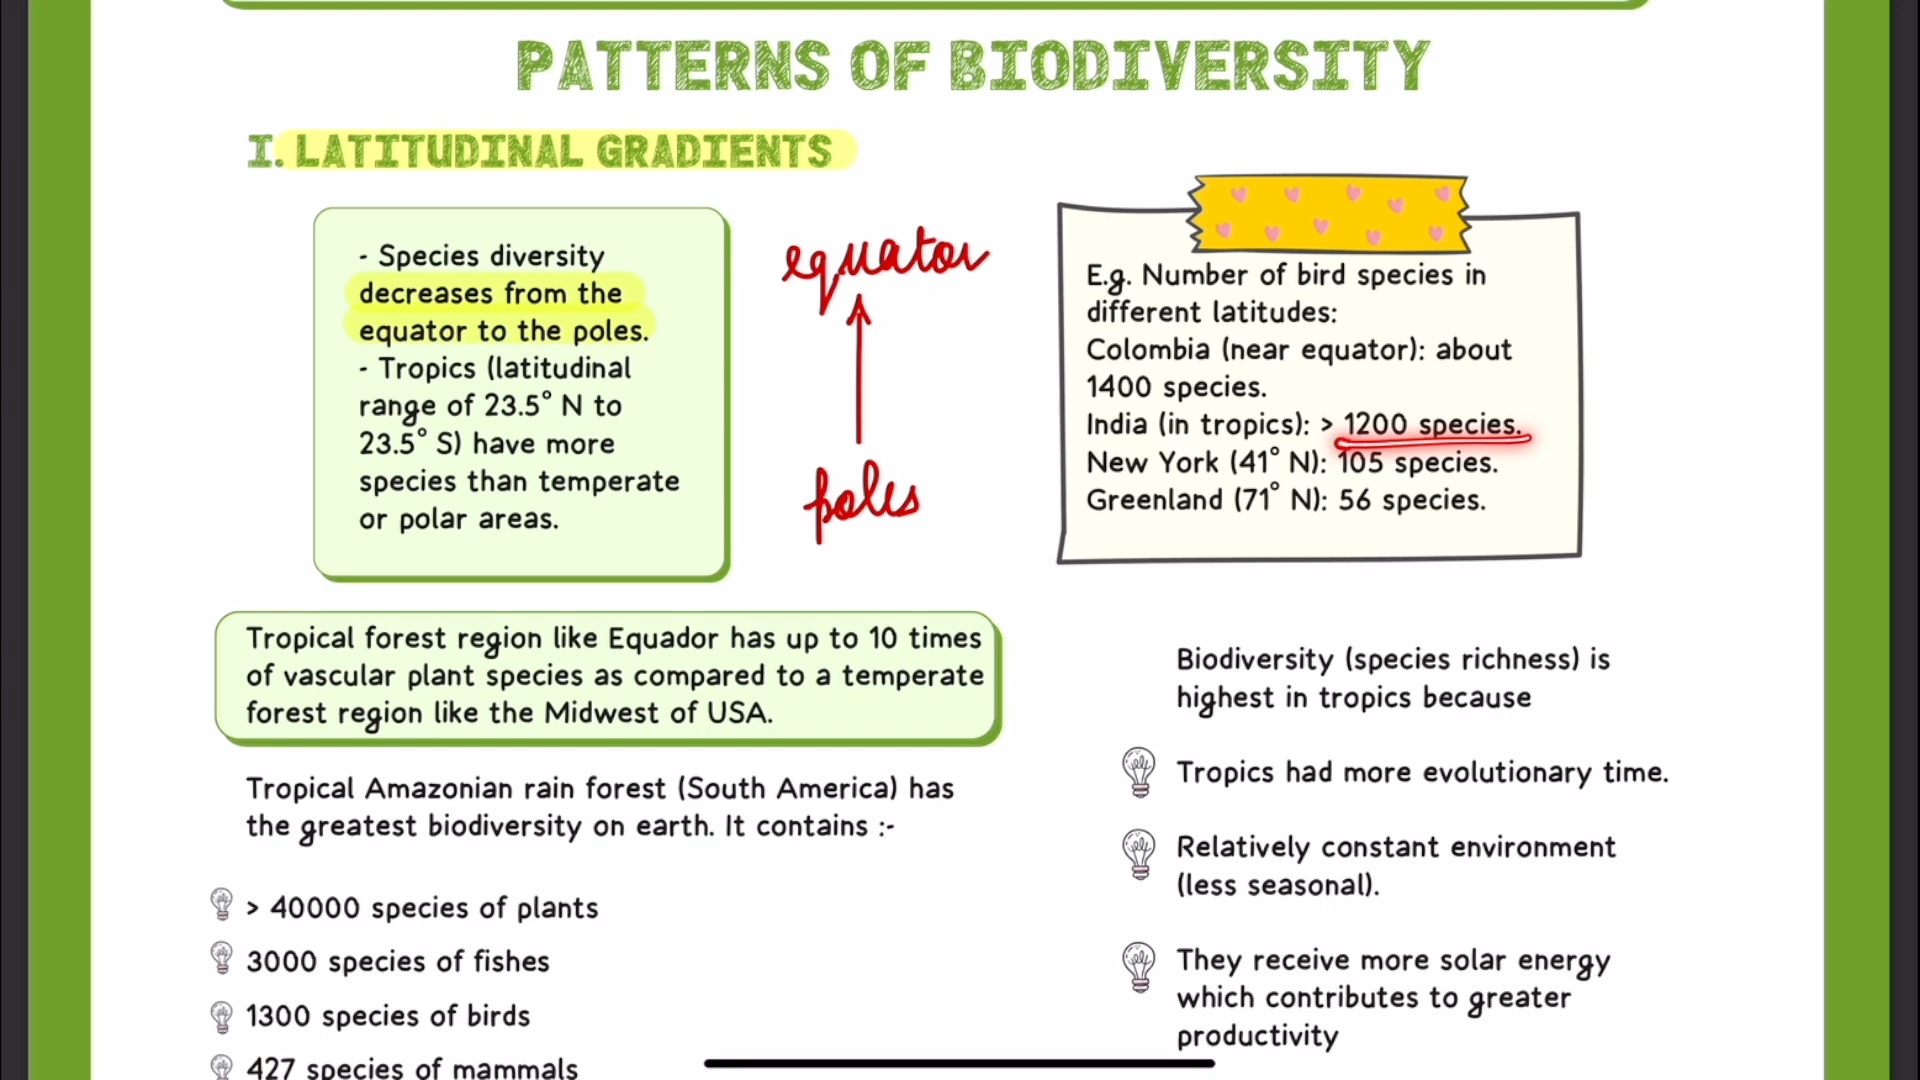 PATTERNS OF BIODIVERSITY
I. LATITUDINAL GRADIENTS
- Species diversity
decreases from the
equator to the poles.
- Tropics (latitudinal
range of 23.5° N to
23.5° S) have more
species than temperate
or polar areas.
equator
poles
E.g. Number of bird species in
different latitudes:
Colombia (near equator): about
1400 species.
India (in tropics): > 1200 species.
New York (41° N): 105 species.
Greenland (71° N): 56 species.
Tropical forest region like Equador has up to 10 times
of vascular plant species as compared to a temperate
forest region like the Midwest of USA.
Tropical Amazonian rain forest (South America) has
the greatest biodiversity on earth. It contains :-
> 40000 species of plants
3000 species of fishes
1300 species of birds
427 species of mammals
Biodiversity (species richness) is
highest in tropics because
Tropics had more evolutionary time.
Relatively constant environment
(less seasonal).
They receive more solar energy
which contributes to greater
productivity